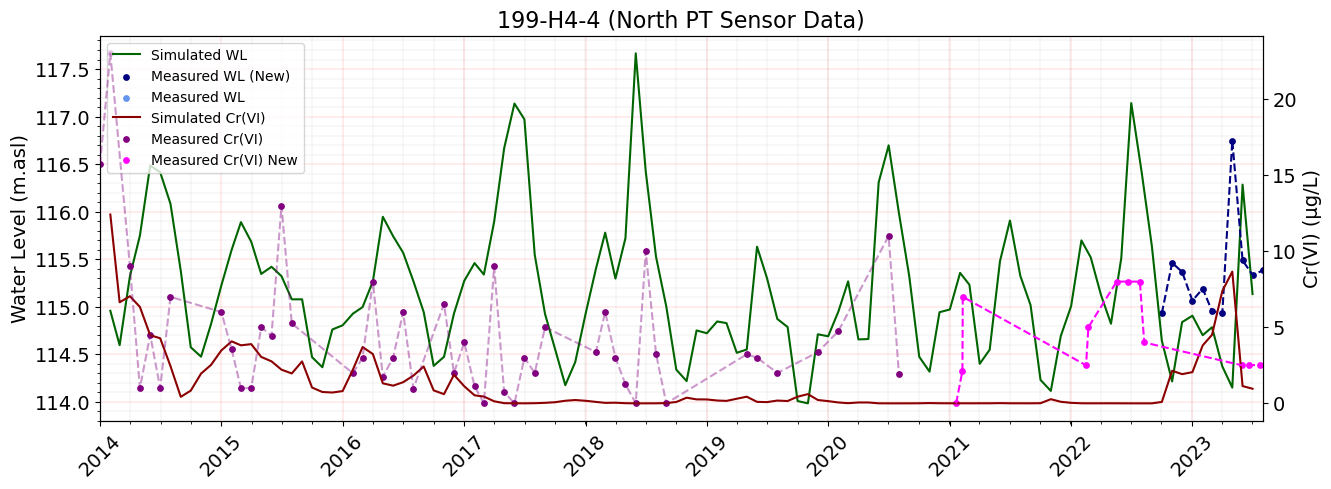 199-H4-4 (North PT Sensor Data)
Simulated WL
Measured WL (New)
Measured WL
Simulated Cr(VI)
Measured Cr(VI)
Measured Cr(VI) New
Water Level (m.asl)
117.5
117.0
116.5
116.0
115.5
115.0
114.5
114.0
20
15
10
5
0
Cr(VI) (μg/L)
2014
2015
2016
2017
2018
2019
2020
2021
2022
2023